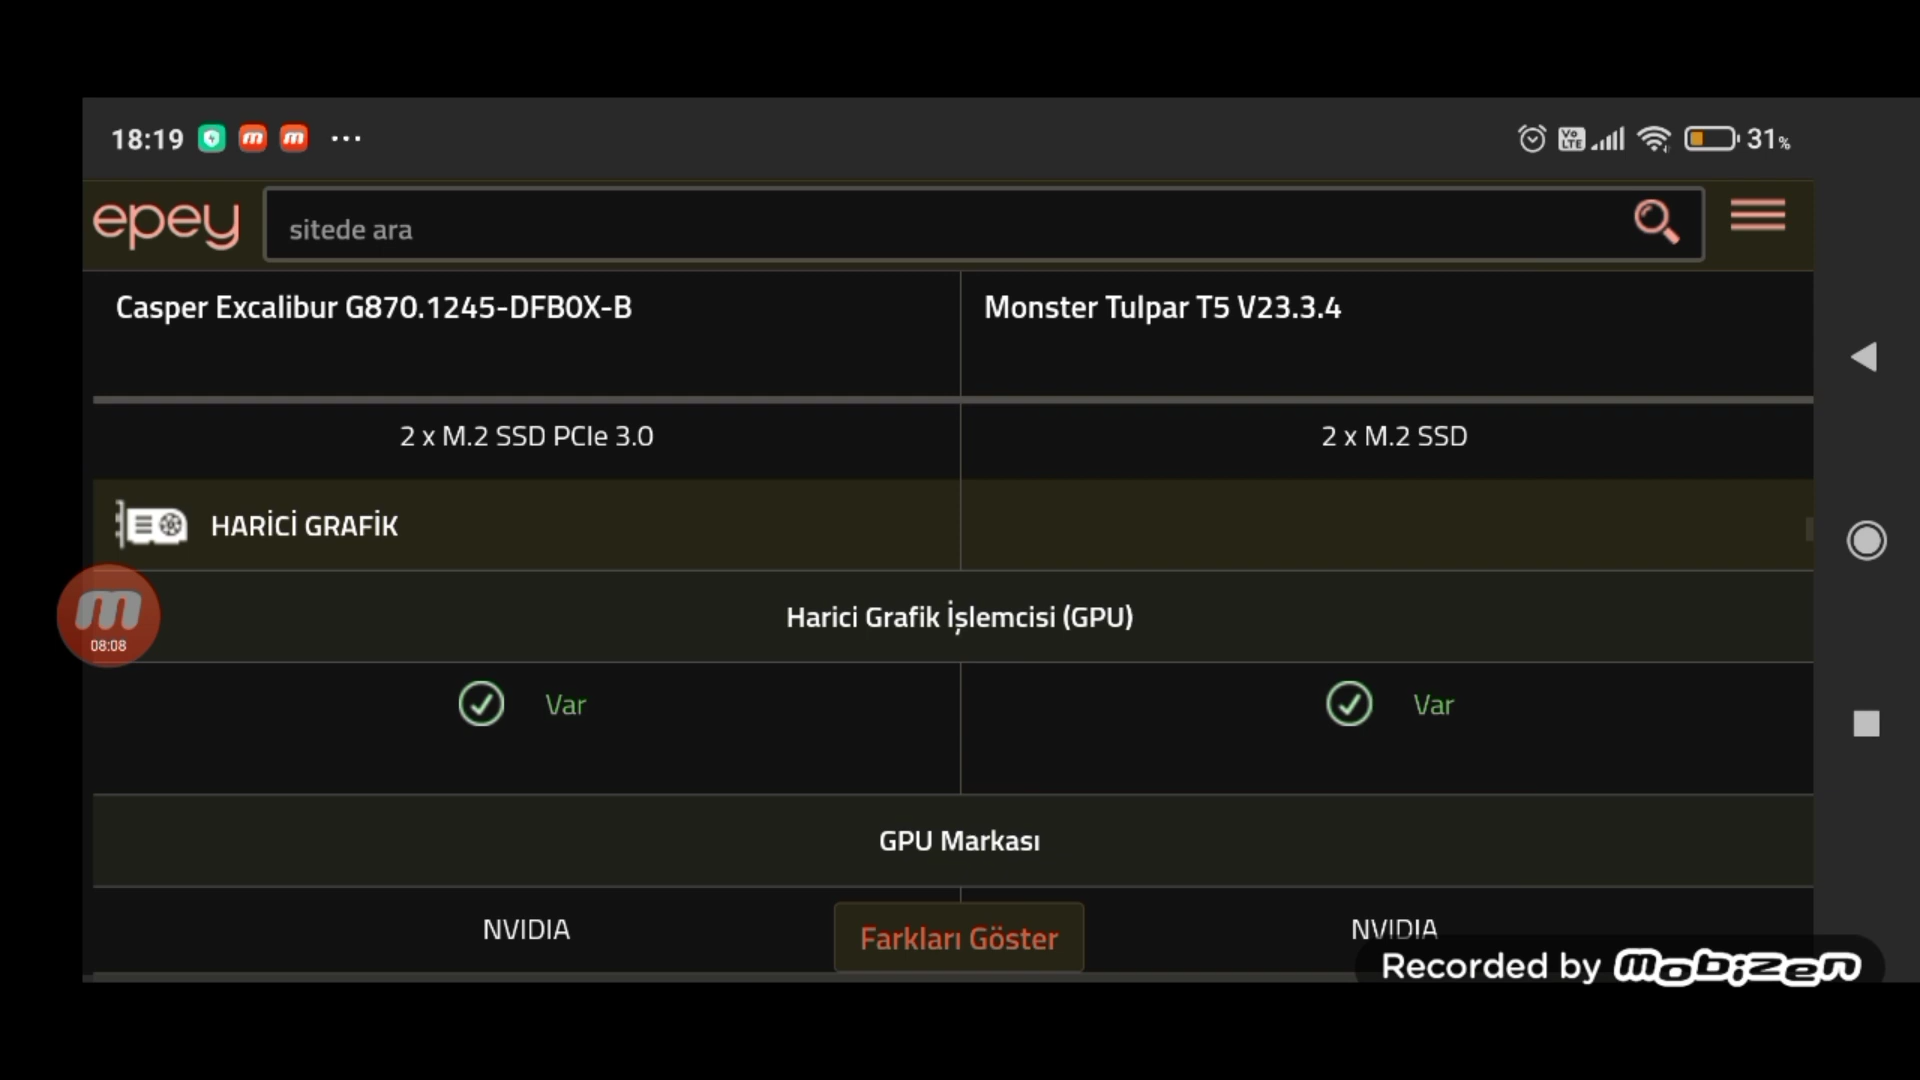 18:19 ... 31%
epey sitede ara
Casper Excalibur G870.1245-DFB0X-B Monster Tulpar T5 V23.3.4
2 x M.2 SSD PCIe 3.0 2 x M.2 SSD
HARİCİ GRAFİK
Harici Grafik İşlemcisi (GPU)
m
08:08
Var Var
GPU Markası
NVIDIA NVIDIA
Farkları Göster
Recorded by mobizen